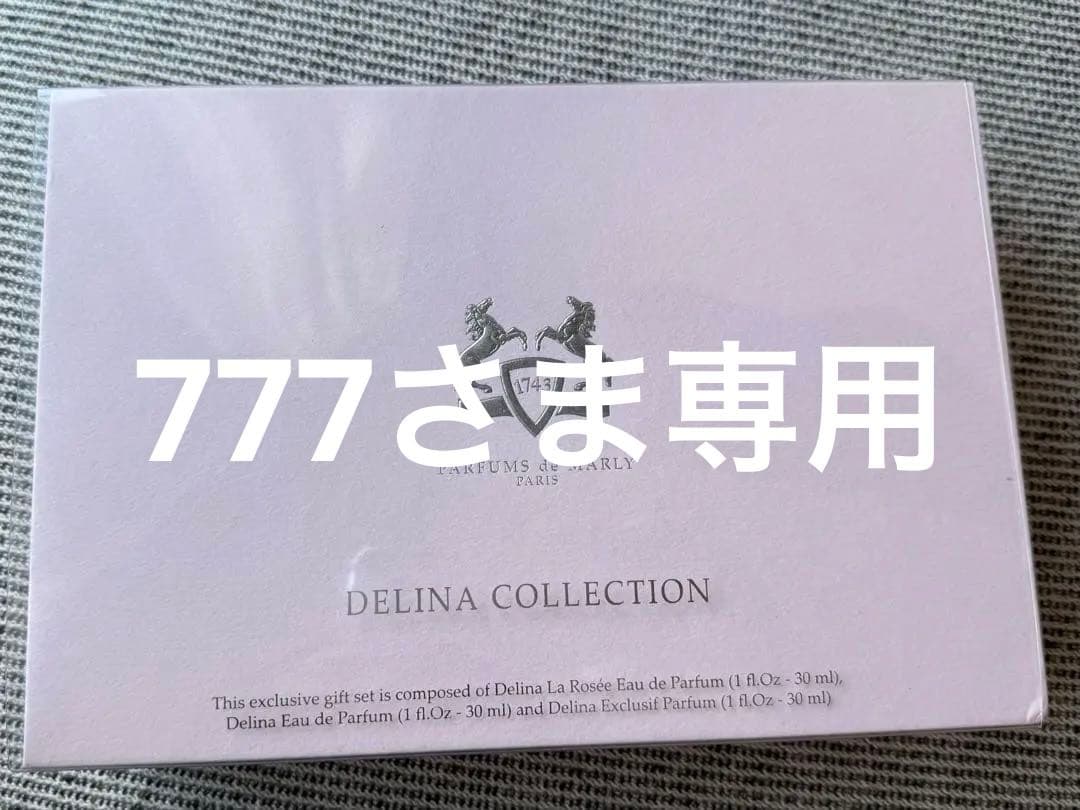 1743
777さま専用
PARFUMS de MARLY
PARIS
DELINA COLLECTION
This exclusive gift set is composed of Delina La Rosée Eau de Parfum (1 fl.Oz - 30 ml),
Delina Eau de Parfum (1 fl.Oz - 30 ml) and Delina Exclusif Parfum (1 fl.Oz - 30 ml)